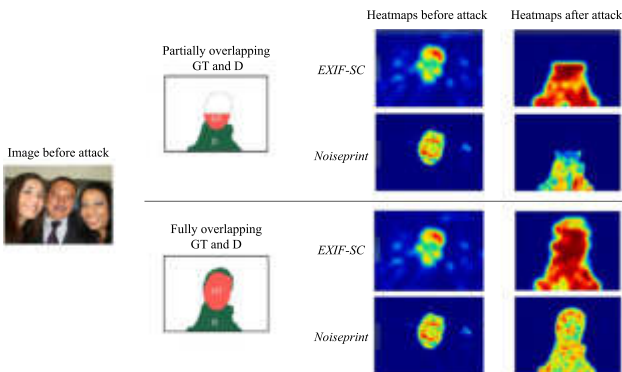 Heatmaps before attack
Heatmaps after attack
Partially overlapping
GT and D
EXIF-SC
Noiseprint
Image before attack
Fully overlapping
GT and D
EXIF-SC
Noiseprint